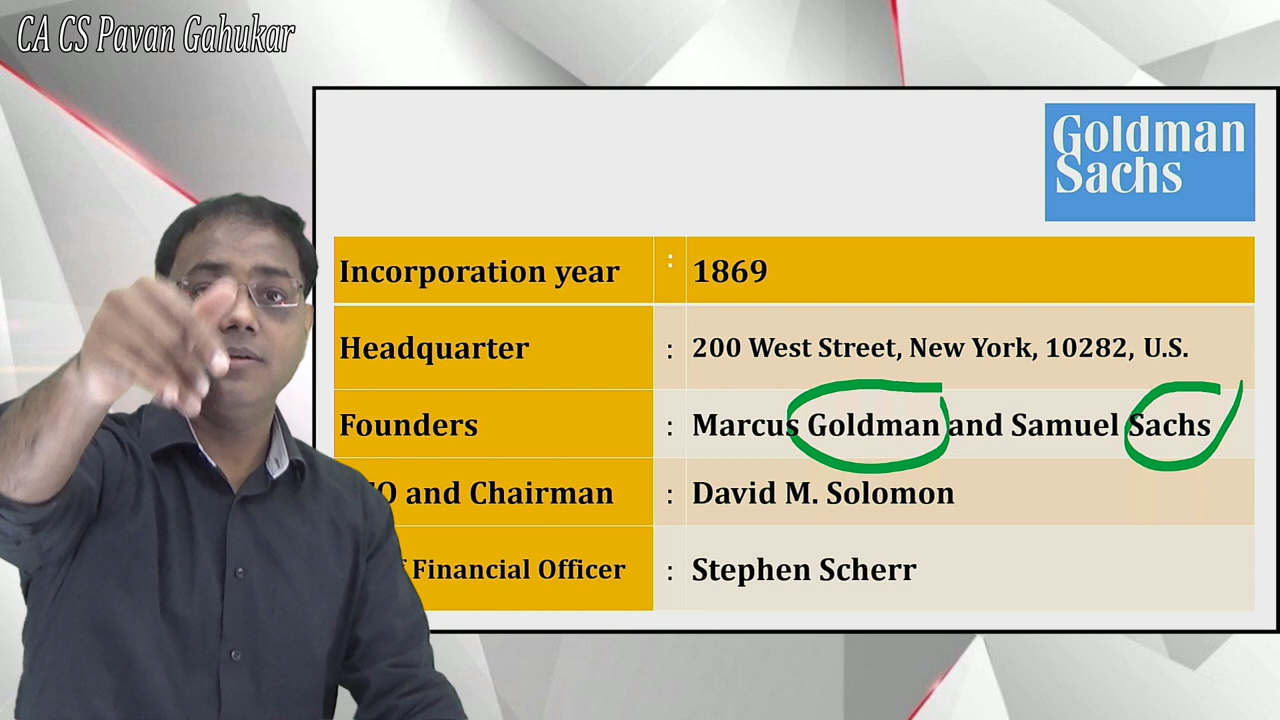 CA CS Pavan Gahukar
Goldman
Sachs
Incorporation year : 1869
Headquarter : 200 West Street, New York, 10282, U.S.
Founders : Marcus Goldman and Samuel Sachs
and Chairman : David M. Solomon
Financial Officer : Stephen Scherr